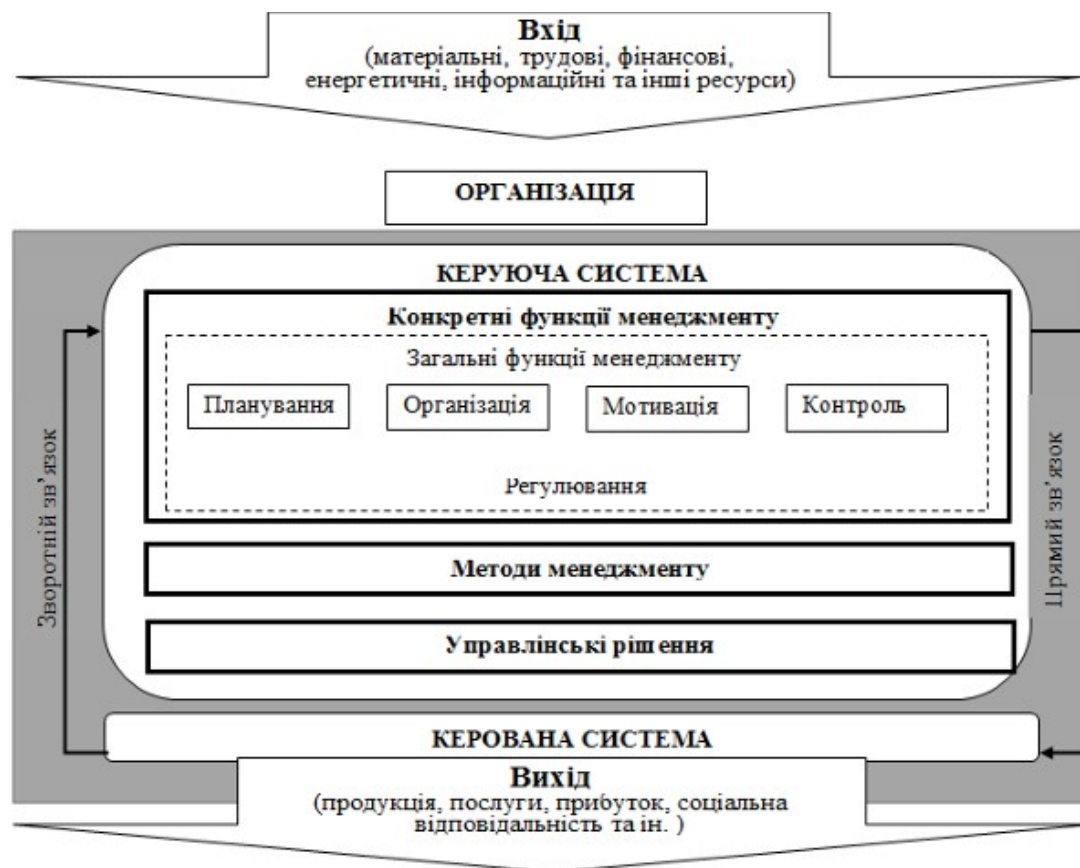 Вхід
(матеріальні, трудові, фінансові,
енергетичні, інформаційні та інші ресурси)
ОРГАНІЗАЦІЯ
КЕРУЮЧА СИСТЕМА
Конкретні функції менеджменту
Загальні функції менеджменту
Планування
Організація
Мотивація
Контроль
Регулювання
Зворотній зв’язок
Прямий зв’язок
Методи менеджменту
Управлінські рішення
КЕРОВАНА СИСТЕМА
Вихід
(продукція, послуги, прибуток, соціальна
відповідальність та ін. )